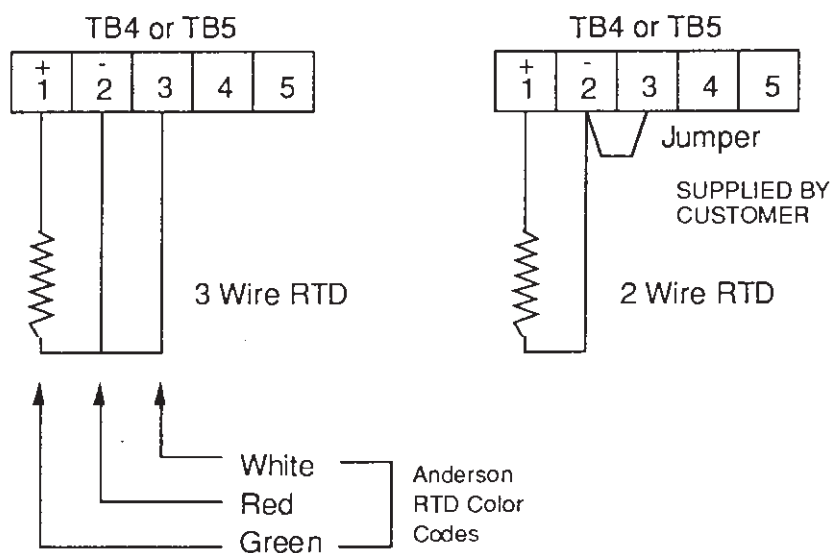 TB4 or TB5
+ -
1 2 3 4 5
3 Wire RTD
White
Red
Green
Anderson
RTD Color
Codes
TB4 or TB5
+ -
1 2 3 4 5
Jumper
SUPPLIED BY
CUSTOMER
2 Wire RTD